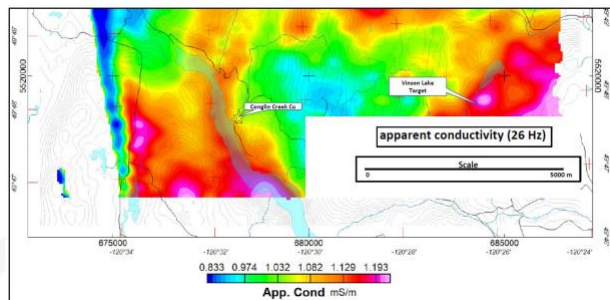 Vinson Lake
Target
Conglin Creek Cu
5520000
5520000
apparent conductivity (26 Hz)
Scale
0 5000 m
675000 680000 685000
-120°34' -120°32' -120°30' -120°28' -120°26' -120°24'
0.833 0.974 1.032 1.082 1.129 1.193
App. Cond mS/m